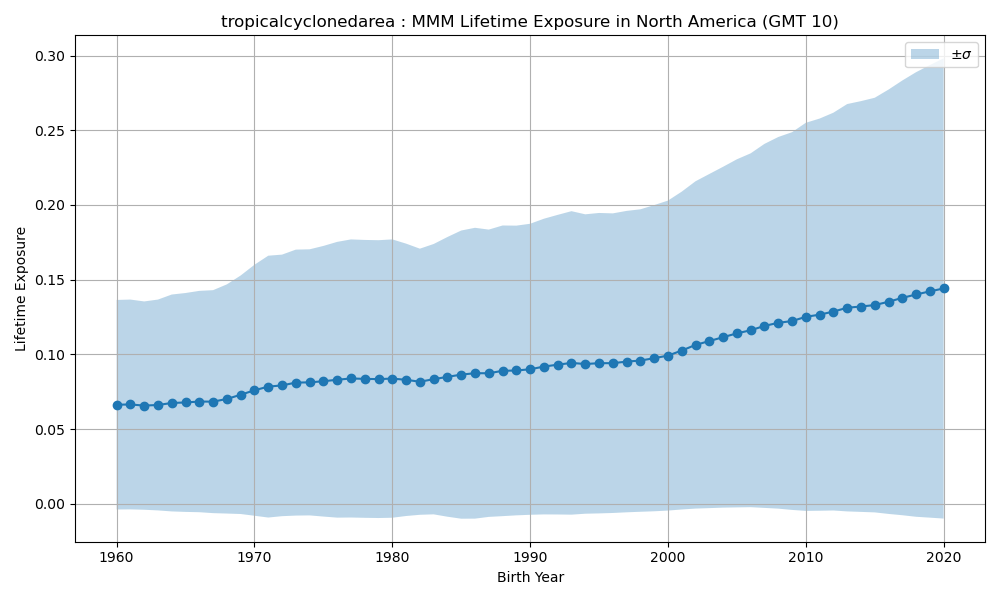 tropicalcyclonedarea : MMM Lifetime Exposure in North America (GMT 10)
±σ
0.30
0.25
0.20
0.15
0.10
0.05
0.00
Lifetime Exposure
1960 1970 1980 1990 2000 2010 2020
Birth Year